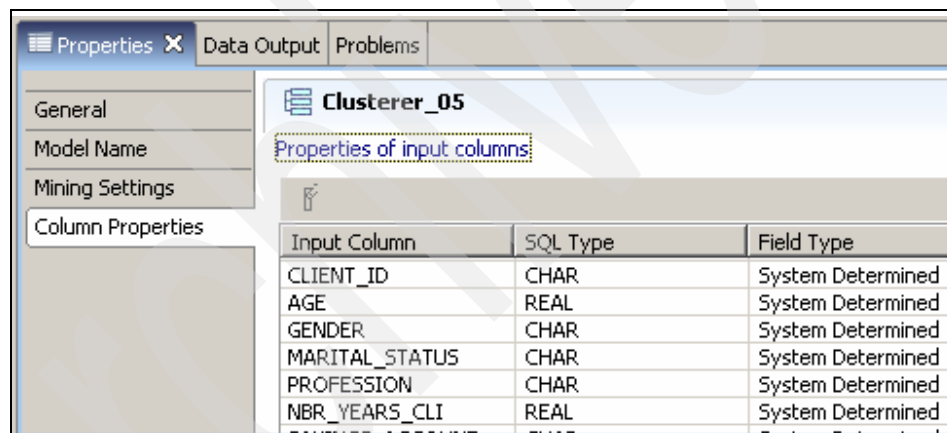 Properties Data Output Problems
General
Model Name
Mining Settings
Column Properties
Clusterer_05
Properties of input columns
Input Column SQL Type Field Type
CLIENT_ID CHAR System Determined
AGE REAL System Determined
GENDER CHAR System Determined
MARITAL_STATUS CHAR System Determined
PROFESSION CHAR System Determined
NBR_YEARS_CLI REAL System Determined